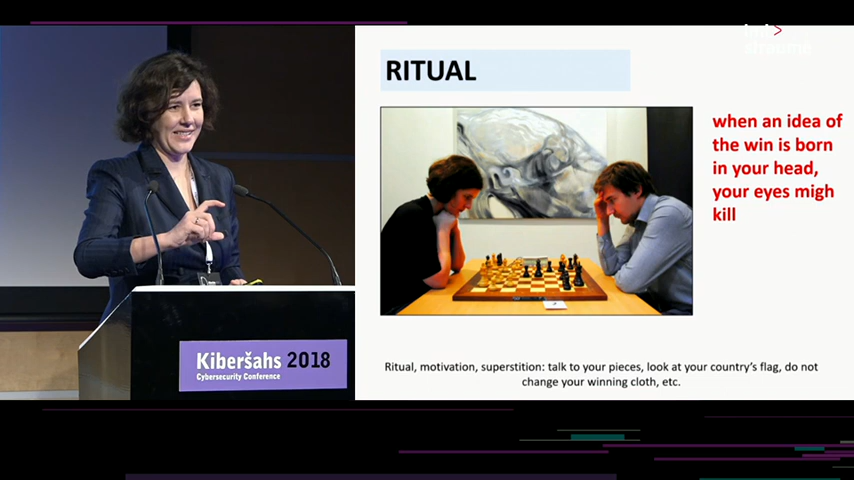 RITUAL
when an idea of
the win is born
in your head,
your eyes migh
kill
Kiberšahs 2018
Cybersecurity Conference
Ritual, motivation, superstition: talk to your pieces, look at your country's flag, do not
change your winning cloth, etc.